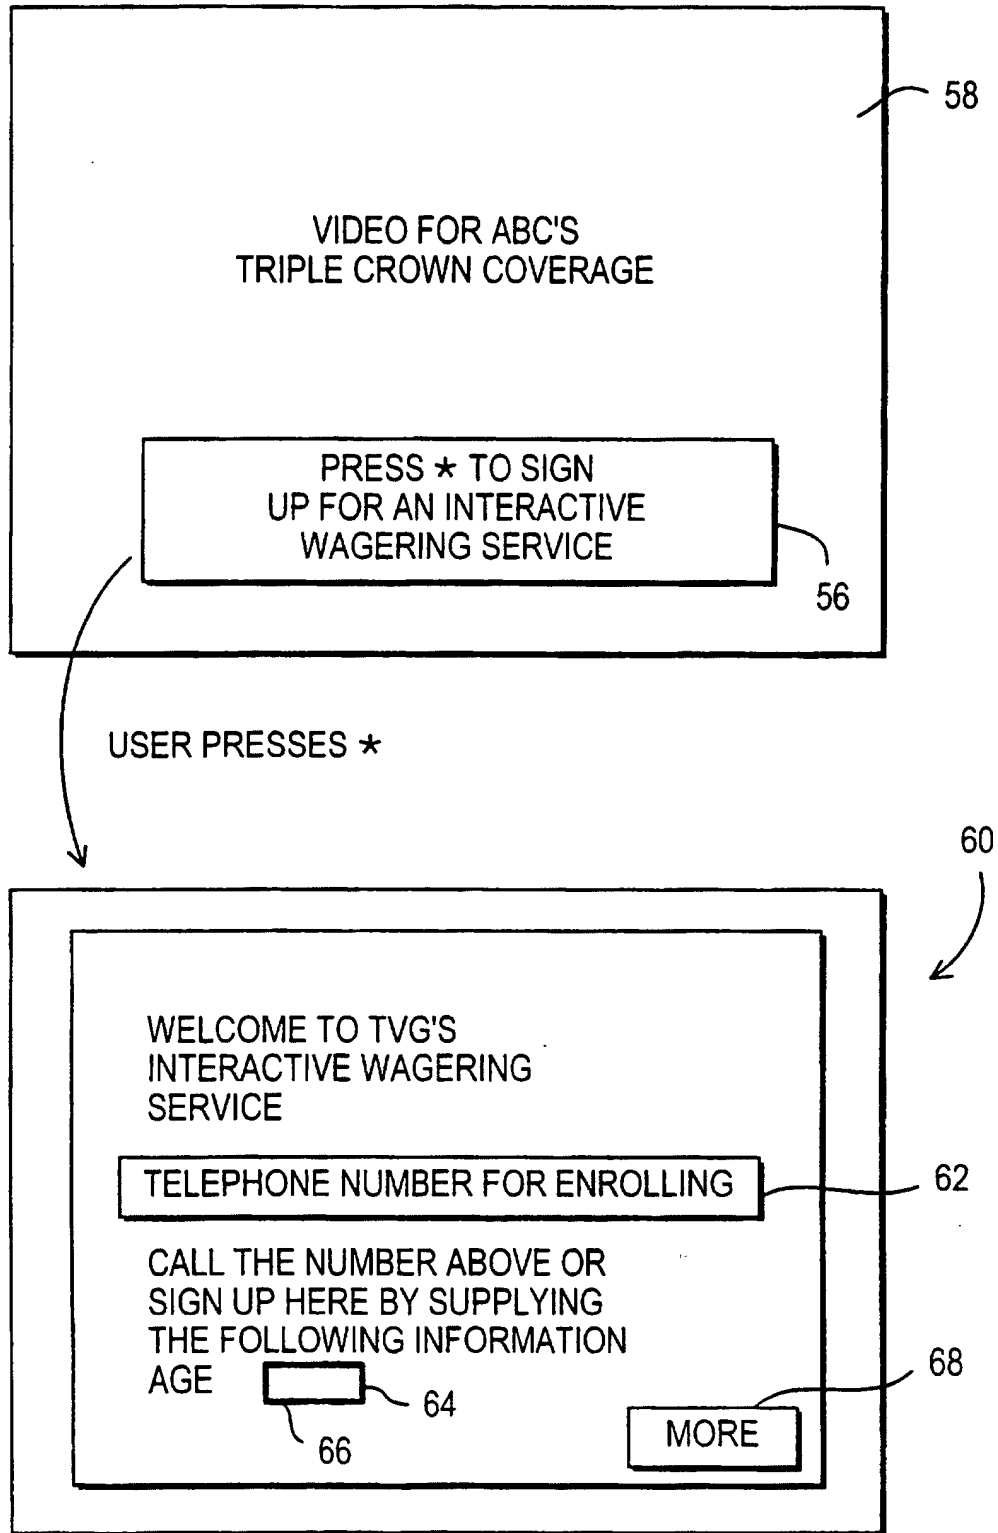 58
VIDEO FOR ABC'S
TRIPLE CROWN COVERAGE
PRESS * TO SIGN
UP FOR AN INTERACTIVE
WAGERING SERVICE
56
USER PRESSES *
60
WELCOME TO TVG'S
INTERACTIVE WAGERING
SERVICE
TELEPHONE NUMBER FOR ENROLLING
62
CALL THE NUMBER ABOVE OR
SIGN UP HERE BY SUPPLYING
THE FOLLOWING INFORMATION
AGE
64
66
68
MORE